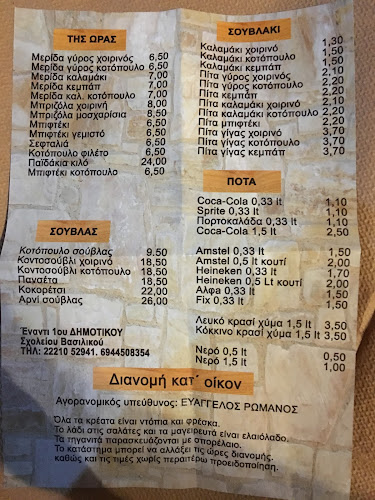 ΤΗΣ ΩΡΑΣ
Μερίδα γύρος χοιρινός 6,50
Μερίδα γύρος κοτόπουλο 6,50
Μερίδα καλαμάκι 7,00
Μερίδα κεμπάπ 7,00
Μερίδα καλ. κοτόπουλο 7,00
Μπριζόλα χοιρινή 8,00
Μπριζόλα μοσχαρίσια 8,50
Μπιφτέκι 6,50
Μπιφτέκι γεμιστό 6,50
Σεφταλιά 6,50
Κοτόπουλο φιλέτο 6,50
Παϊδάκια κιλό 24,00
Μπιφτέκι κοτόπουλο 6,50
ΣΟΥΒΛΑΣ
Κοτόπουλο σούβλας 9,50
Κοντοσούβλι χοιρινό 18,50
Κοντοσούβλι κοτόπουλο 18,50
Πανσέτα 18,50
Κοκορέτσι 22,00
Αρνί σούβλας 26,00
Έναντι 1ου ΔΗΜΟΤΙΚΟΥ
Σχολείου Βασιλικού
ΤΗΛ: 22210 52941. 6944508354
ΣΟΥΒΛΑΚΙ
Καλαμάκι χοιρινό 1,30
Καλαμάκι κοτόπουλο 1,50
Καλαμάκι κεμπάπ 1,50
Πίτα γύρος χοιρινός 2,10
Πίτα γύρος κοτόπουλο 2,20
Πίτα κεμπάπ 2,20
Πίτα καλαμάκι χοιρινό 2,10
Πίτα καλαμάκι κοτόπουλο 2,20
Πίτα μπιφτέκι 2,20
Πίτα γίγας χοιρινό 3,70
Πίτα γίγας κοτόπουλο 3,70
Πίτα γίγας κεμπάπ 3,70
ΠΟΤΑ
Coca-Cola 0,33 lt 1,10
Sprite 0,33 lt 1,10
Πορτοκαλάδα 0,33 lt 1,10
Coca-Cola 1,5 lt 2,50
Amstel 0,33 lt 1,50
Amstel 0,5 lt κουτί 2,00
Heineken 0,33 lt 1,70
Heineken 0,5 Lt κουτί 2,00
Αλφα 0,33 lt 1,50
Fix 0,33 lt 1,50
Λευκό κρασί χύμα 1,5 lt 3,50
Κόκκινο κρασί χύμα 1,5 lt 3,50
Νερό 0,5 lt 0,50
Νερό 1,5 lt 1,00
Διανομή κατ΄ οίκον
Αγορανομικός υπεύθυνος: ΕΥΑΓΓΕΛΟΣ ΡΩΜΑΝΟΣ
Όλα τα κρέατα είναι ντόπια και φρέσκα.
Το λάδι στις σαλάτες και τα μαγειρευτά είναι ελαιόλαδο.
Τα τηγανιτά παρασκευάζονται με σπορέλαιο.
Το κατάστημα μπορεί να αλλάξει τις ώρες διανομής.
καθώς και τις τιμές χωρίς περαιτέρω προειδοποίηση.